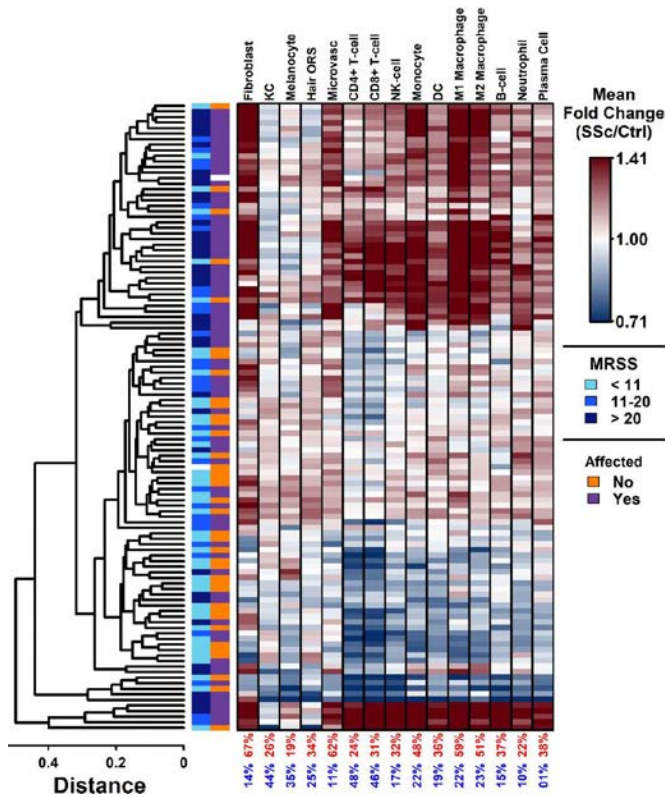 Fibroblast
KC
Melanocyte
Hair ORS
Microvasc
CD4+ T-cell
CD8+ T-cell
NK-cell
Monocyte
DC
M1 Macrophage
M2 Macrophage
B-cell
Neutrophil
Plasma Cell
Mean
Fold Change
(SSc/Ctrl)
1.41
1.00
0.71
MRSS
< 11
11-20
> 20
Affected
No
Yes
67% 26% 19% 34% 62% 24% 31% 32% 48% 36% 59% 51% 37% 22% 38%
14% 44% 35% 25% 11% 48% 46% 17% 22% 19% 22% 23% 15% 10% 01%
0.4 0.2 0
Distance